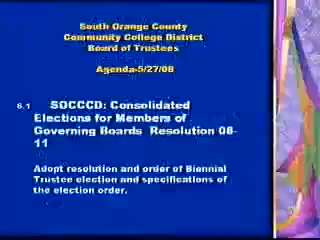 South Orange County
Community College District
Board of Trustees
Agenda-5/27/08
6.1 SOCCCD: Consolidated
Elections for Members of
Governing Boards Resolution 08-
11
Adopt resolution and order of Biennial
Trustee election and specifications of
the election order.